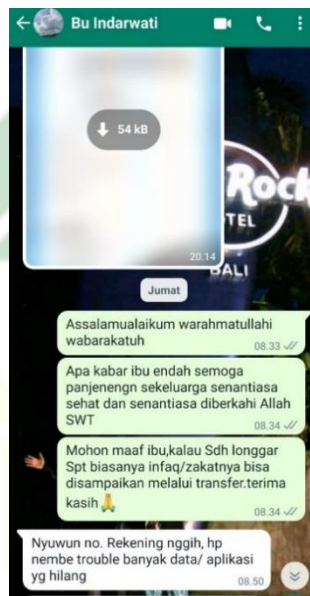 Bu Indarwati
54 kB
Rock
TEL
BALI
20.14
Jumat
Assalamualaikum warahmatullahi
wabarakatuh
08.33
Apa kabar ibu endah semoga
panjenengn sekeluarga senantiasa
sehat dan senantiasa diberkahi Allah
SWT
08.34
Mohon maaf ibu,kalau Sdh longgar
Spt biasanya infaq/zakatnya bisa
disampaikan melalui transfer.terima
kasih🙏
08.34
Nyuwun no. Rekening nggih, hp
nembe trouble banyak data/ aplikasi
yg hilang
08.50